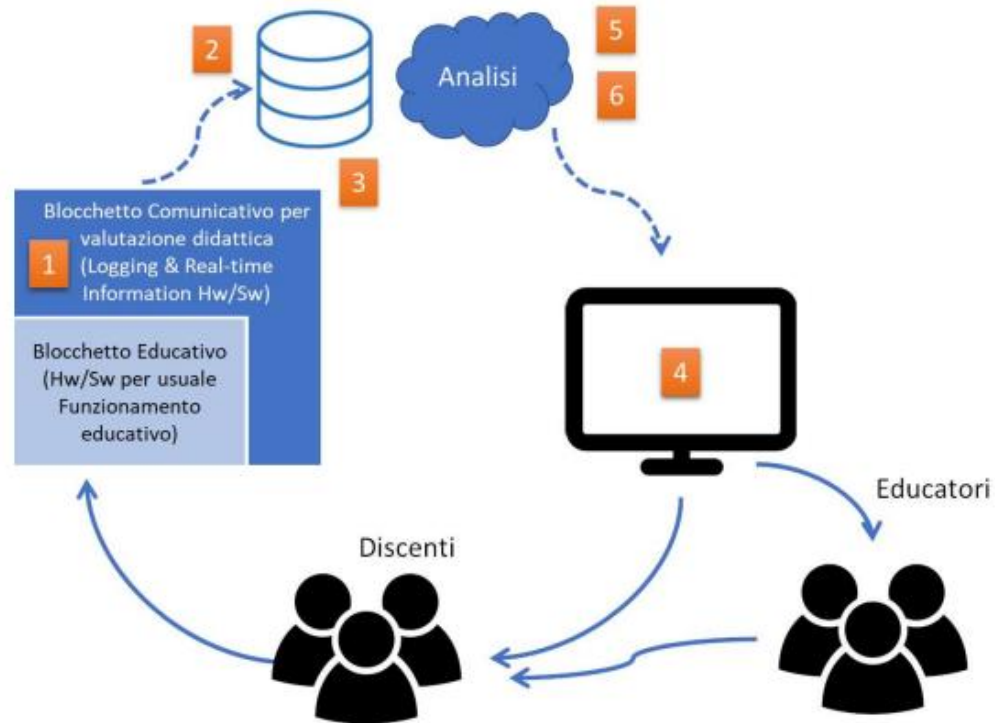 2
5
Analisi
6
3
Blocchetto Comunicativo per
valutazione didattica
1
(Logging & Real-time
Information Hw/Sw)
Blocchetto Educativo
(Hw/Sw per usuale
Funzionamento
educativo)
4
Educatori
Discenti